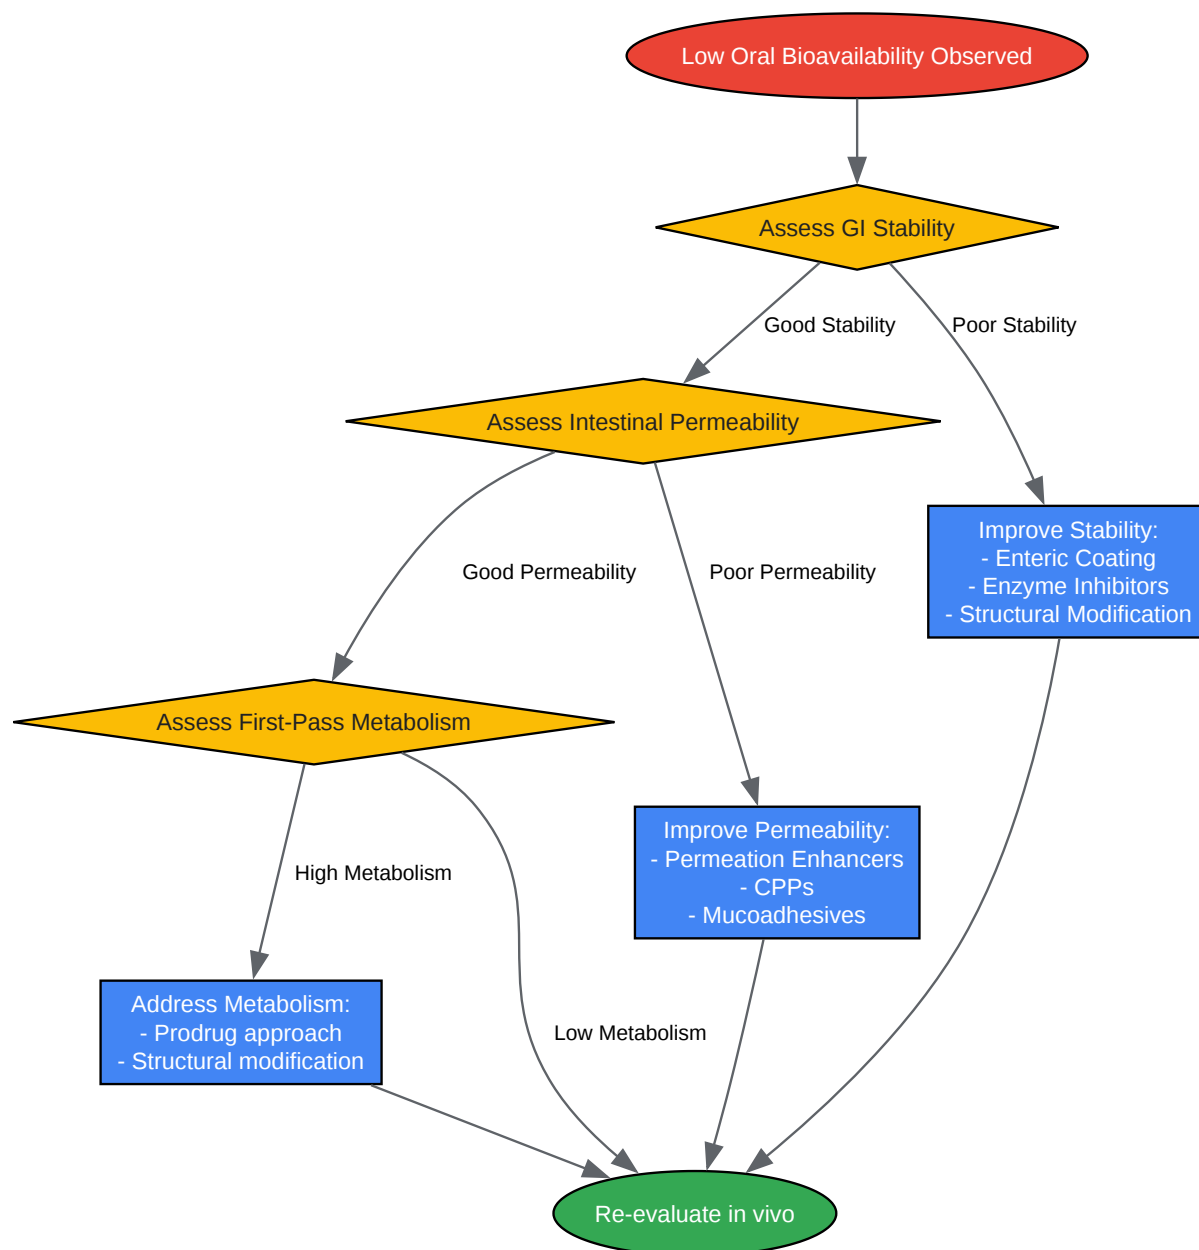 Low Oral Bioavailability Observed
Assess GI Stability
Good Stability
Poor Stability
Assess Intestinal Permeability
Improve Stability:
- Enteric Coating
- Enzyme Inhibitors
- Structural Modification
Good Permeability
Poor Permeability
Assess First-Pass Metabolism
Improve Permeability:
- Permeation Enhancers
- CPPs
- Mucoadhesives
High Metabolism
Address Metabolism:
- Prodrug approach
- Structural modification
Low Metabolism
Re-evaluate in vivo